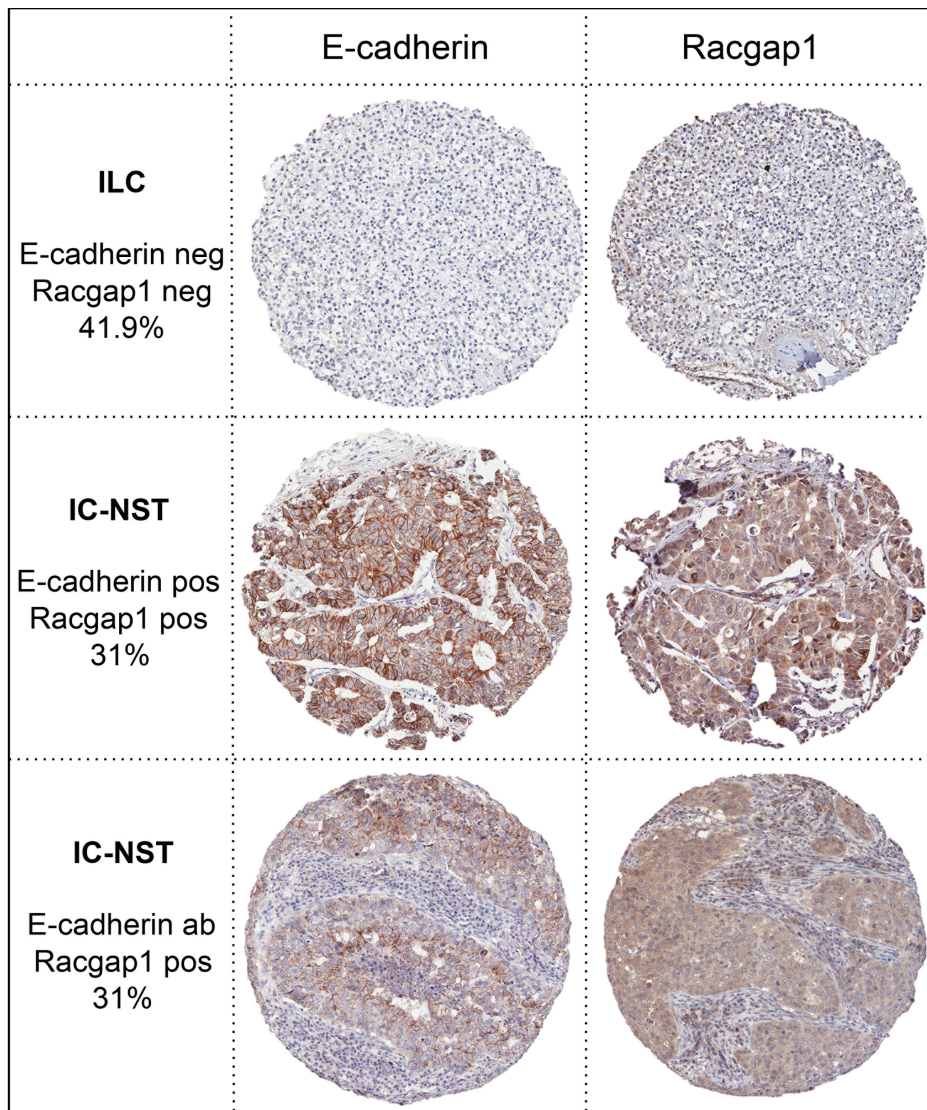 E-cadherin
Racgap1
ILC
E-cadherin neg
Racgap1 neg
41.9%
IC-NST
E-cadherin pos
Racgap1 pos
31%
IC-NST
E-cadherin ab
Racgap1 pos
31%